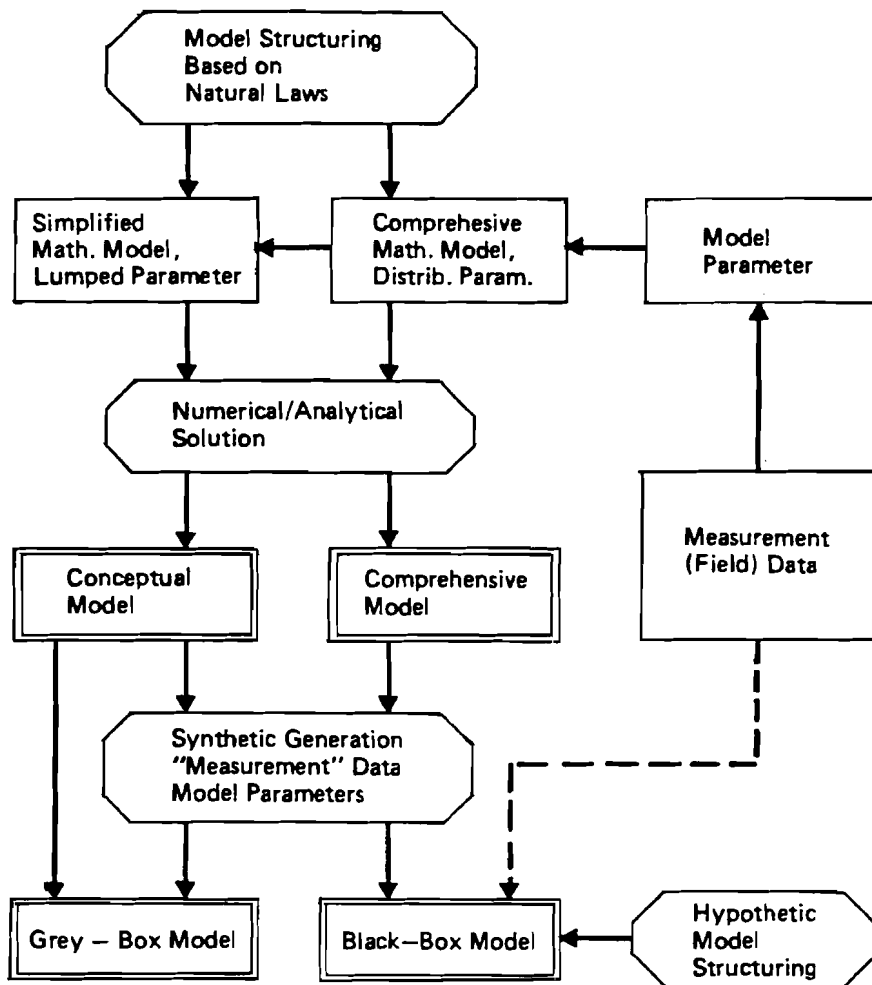 Model Structuring
Based on
Natural Laws
Simplified
Math. Model,
Lumped Parameter
Comprehesive
Math. Model,
Distrib. Param.
Model
Parameter
Numerical/Analytical
Solution
Measurement
(Field) Data
Conceptual
Model
Comprehensive
Model
Synthetic Generation
"Measurement" Data
Model Parameters
Grey – Box Model
Black–Box Model
Hypothetic
Model
Structuring